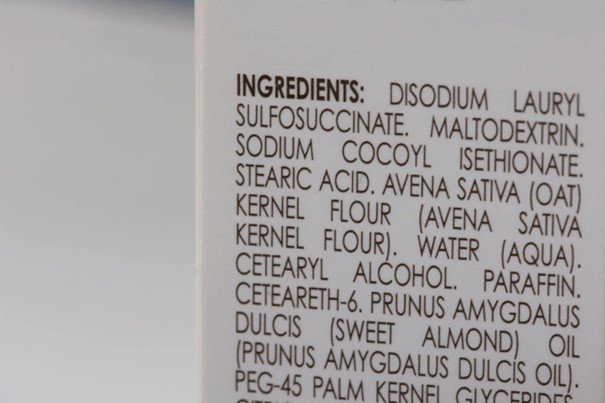 INGREDIENTS: DISODIUM LAURYL
SULFOSUCCINATE. MALTODEXTRIN.
SODIUM COCOYL ISETHIONATE.
STEARIC ACID. AVENA SATIVA (OAT)
KERNEL FLOUR (AVENA SATIVA
KERNEL FLOUR). WATER (AQUA).
CETEARYL ALCOHOL. PARAFFIN.
CETEARETH-6. PRUNUS AMYGDALUS
DULCIS (SWEET ALMOND) OIL
(PRUNUS AMYGDALUS DULCIS OIL).
PEG-45 PALM KERNEL GLYCERIDES